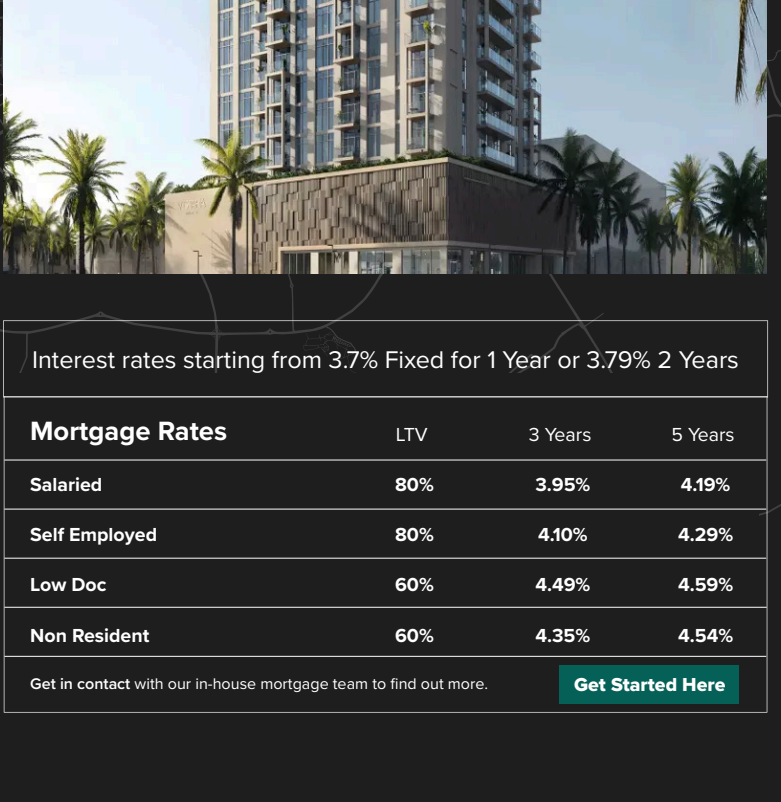 Interest rates starting from 3.7% Fixed for 1 Year or 3.79% 2 Years
Mortgage Rates LTV 3 Years 5 Years
Salaried 80% 3.95% 4.19%
Self Employed 80% 4.10% 4.29%
Low Doc 60% 4.49% 4.59%
Non Resident 60% 4.35% 4.54%
Get in contact with our in-house mortgage team to find out more. Get Started Here